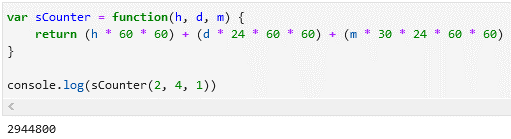 var sCounter = function(h, d, m) {
    return (h * 60 * 60) + (d * 24 * 60 * 60) + (m * 30 * 24 * 60 * 60)
}
console.log(sCounter(2, 4, 1))
2944800